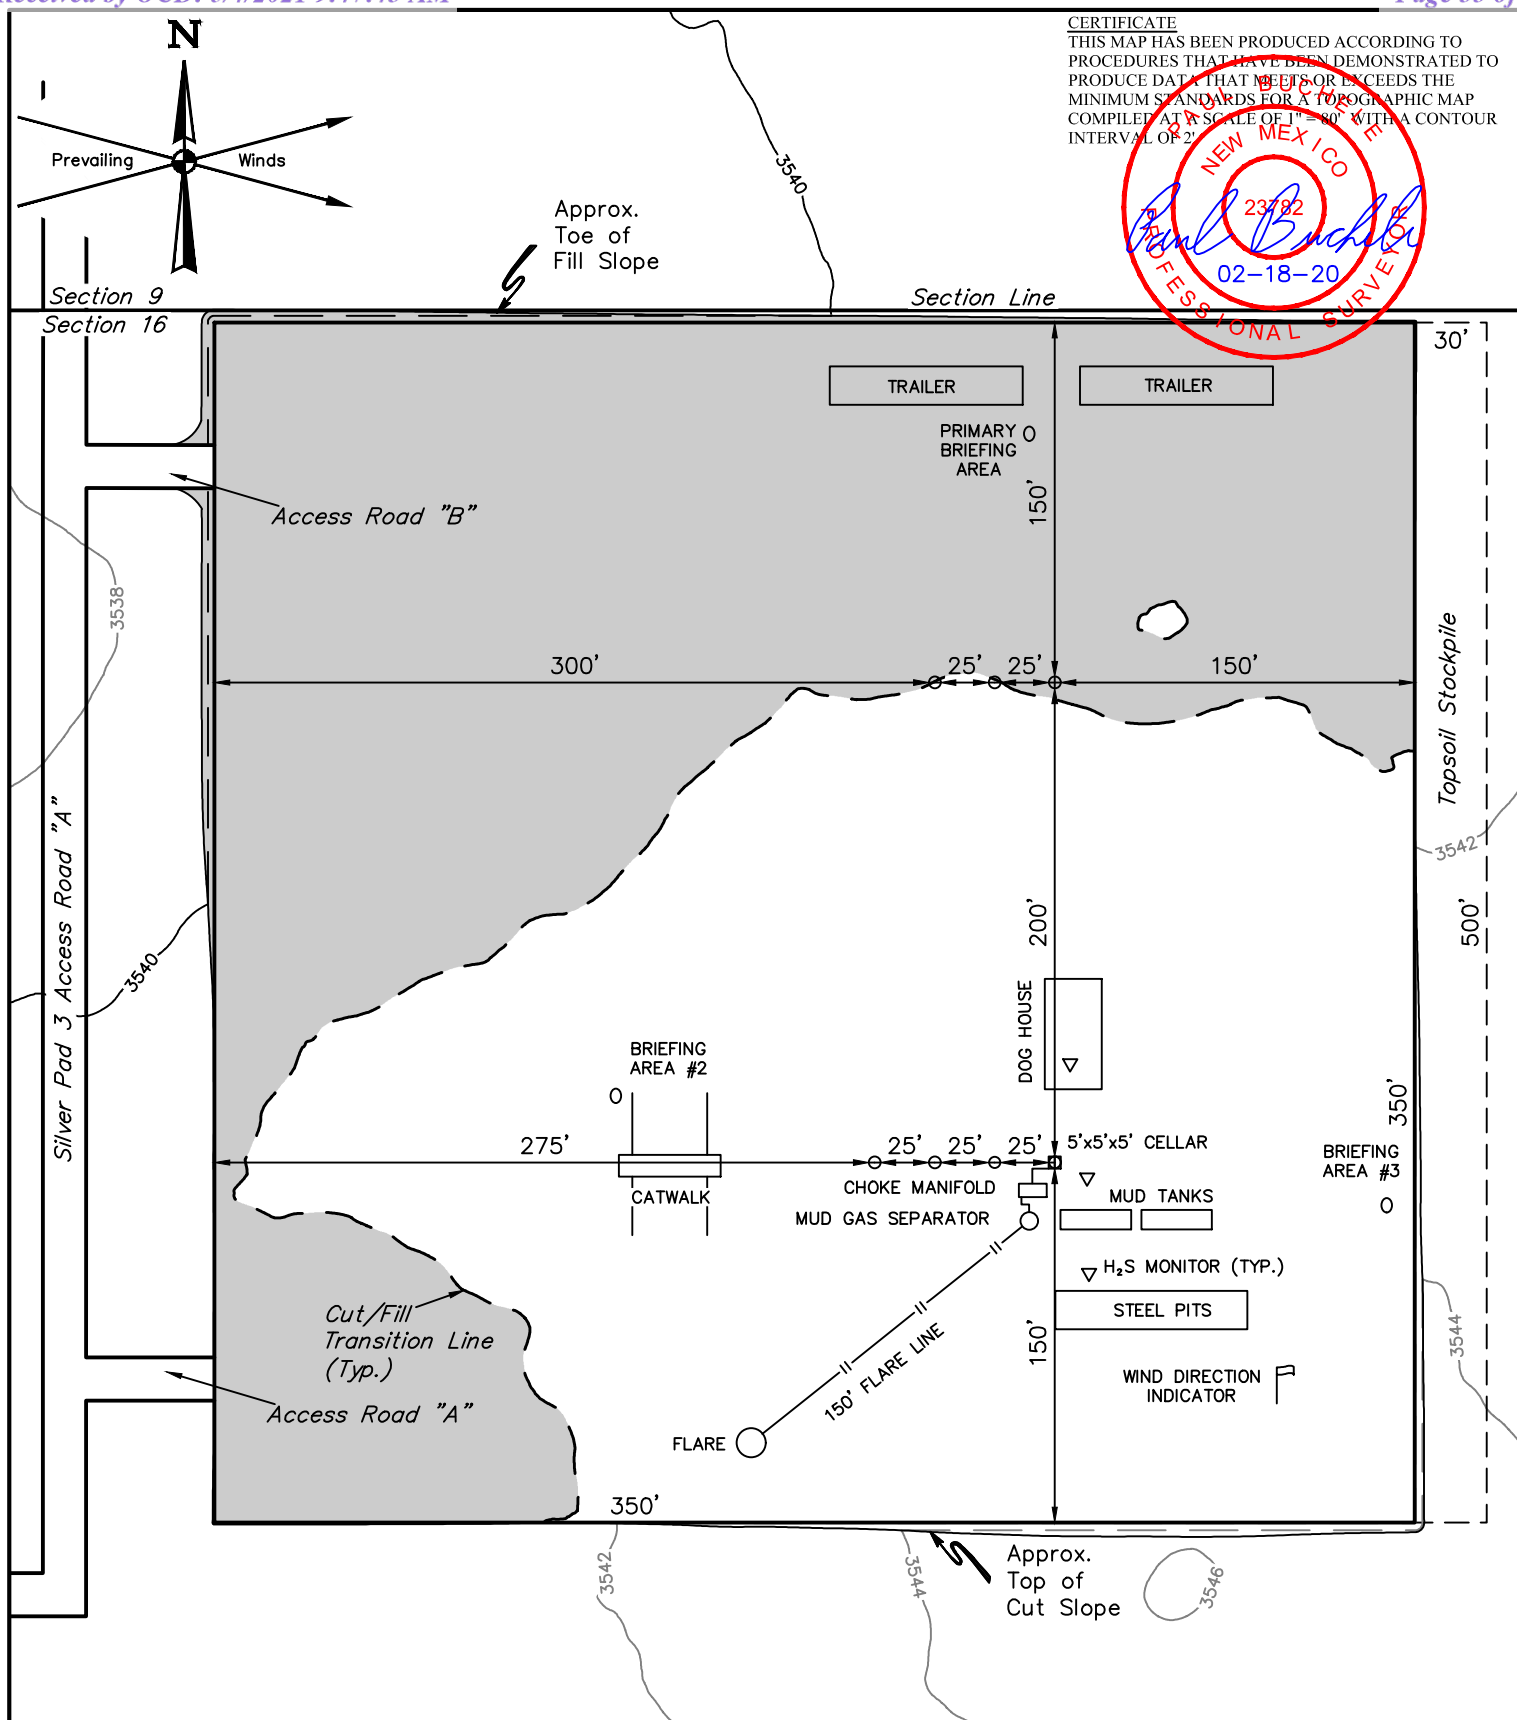 CERTIFICATE
THIS MAP HAS BEEN PRODUCED ACCORDING TO
PROCEDURES THAT HAVE BEEN DEMONSTRATED TO
PRODUCE DATA THAT MEETS OR EXCEEDS THE
MINIMUM STANDARDS FOR A TOPOGRAPHIC MAP
COMPILED AT A SCALE OF 1" = 80' WITH A CONTOUR
INTERVAL OF 2'
PAUL BUCHELE
NEW MEXICO
23782
Paul Buchele
02-18-20
PROFESSIONAL SURVEYOR
N
Prevailing Winds
3540
Approx.
Toe of
Fill Slope
Section 9
Section Line
Section 16
30'
TRAILER
TRAILER
PRIMARY
BRIEFING
AREA
150'
Access Road "B"
3538
Topsoil Stockpile
300'
25'
25'
150'
3542
Silver Pad 3 Access Road "A"
200'
500'
3540
DOG HOUSE
BRIEFING
AREA #2
350'
275'
25'
25'
25'
5'x5'x5' CELLAR
BRIEFING
AREA #3
CHOKE MANIFOLD
CATWALK
MUD TANKS
MUD GAS SEPARATOR
H₂S MONITOR (TYP.)
STEEL PITS
Cut/Fill
Transition Line
(Typ.)
150'
3544
150' FLARE LINE
WIND DIRECTION
INDICATOR
Access Road "A"
FLARE
350'
3542
3544
Approx.
Top of
Cut Slope
3546